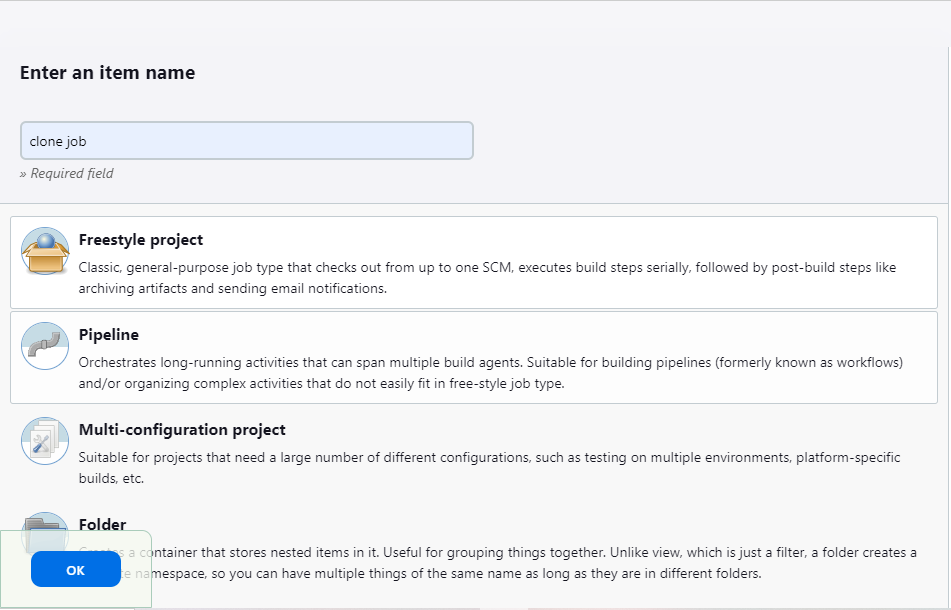 Enter an item name
clone job
» Required field
Freestyle project
Classic, general-purpose job type that checks out from up to one SCM, executes build steps serially, followed by post-build steps like
archiving artifacts and sending email notifications.
Pipeline
Orchestrates long-running activities that can span multiple build agents. Suitable for building pipelines (formerly known as workflows)
and/or organizing complex activities that do not easily fit in free-style job type.
Multi-configuration project
Suitable for projects that need a large number of different configurations, such as testing on multiple environments, platform-specific
builds, etc.
Folder
Creates a container that stores nested items in it. Useful for grouping things together. Unlike view, which is just a filter, a folder creates a
namespace, so you can have multiple things of the same name as long as they are in different folders.
OK